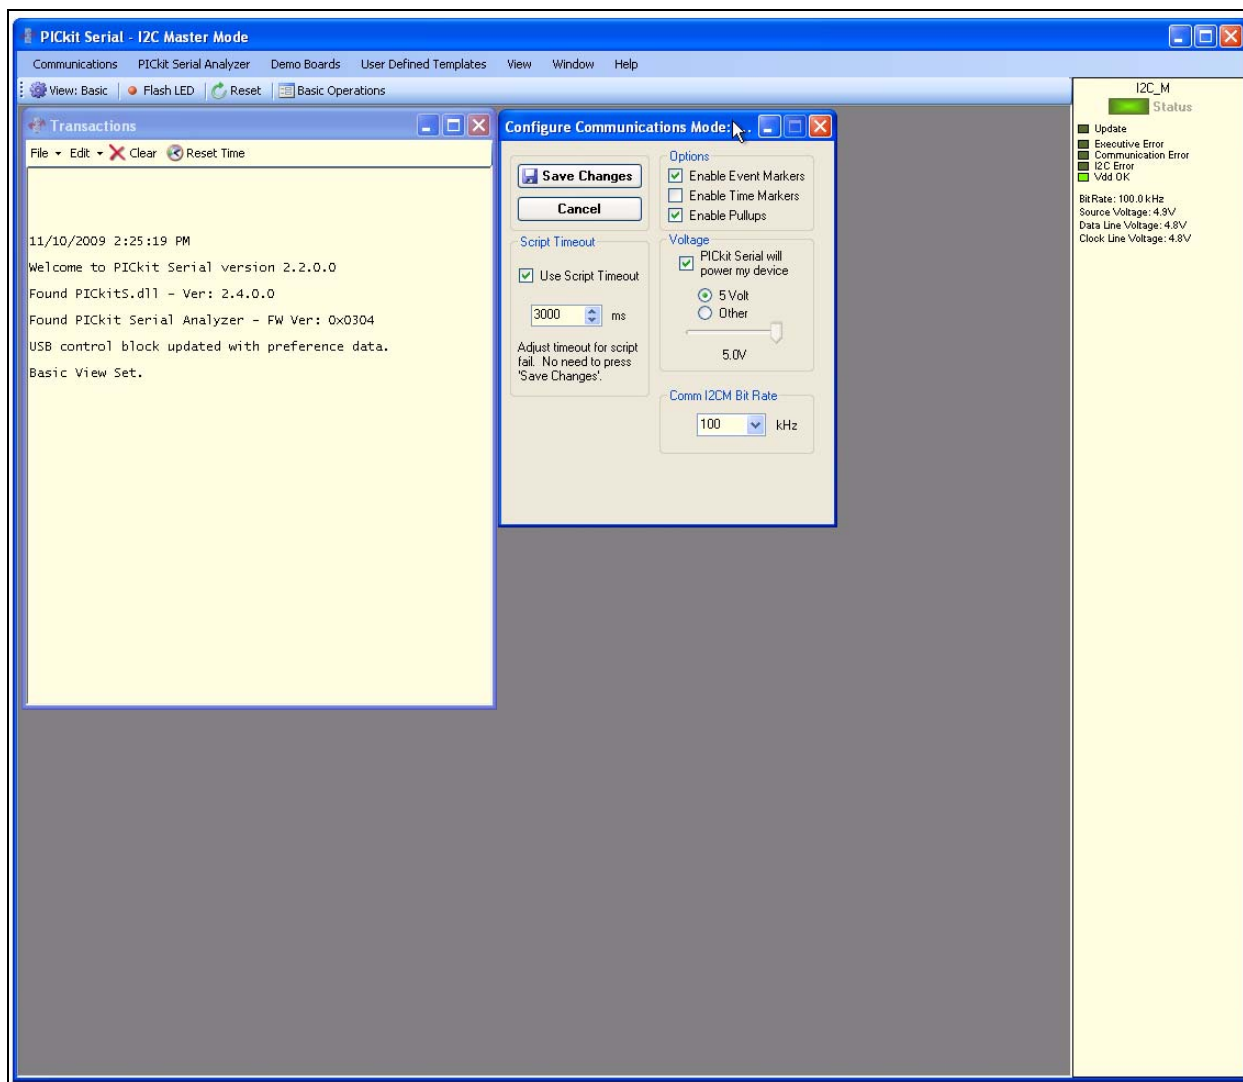 PICkit Serial - I2C Master Mode
Communications PICkit Serial Analyzer Demo Boards User Defined Templates View Window Help
View: Basic Flash LED Reset Basic Operations
Transactions
File Edit Clear Reset Time
11/10/2009 2:25:19 PM
Welcome to PICkit Serial version 2.2.0.0
Found PICkitS.dll - Ver: 2.4.0.0
Found PICkit Serial Analyzer - FW Ver: 0x0304
USB control block updated with preference data.
Basic View Set.
Configure Communications Mode: ...
Save Changes
Cancel
Script Timeout
Use Script Timeout
3000 ms
Adjust timeout for script
fail. No need to press
'Save Changes'.
Options
Enable Event Markers
Enable Time Markers
Enable Pullups
Voltage
PICkit Serial will
power my device
5 Volt
Other
5.0V
Comm I2CM Bit Rate
100 kHz
I2C_M
Status
Update
Executive Error
Communication Error
I2C Error
Vdd OK
BitRate: 100.0 kHz
Source Voltage: 4.9V
Data Line Voltage: 4.8V
Clock Line Voltage: 4.8V